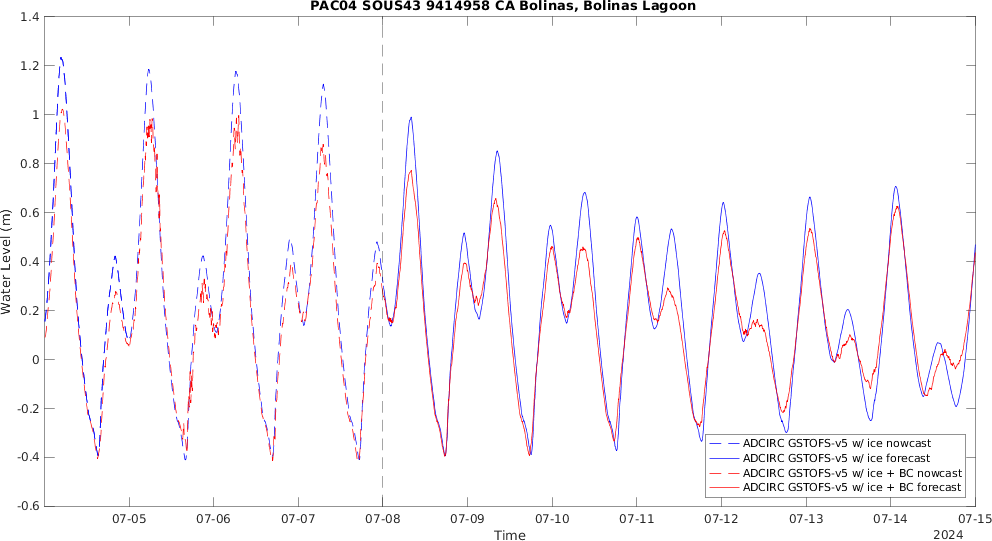 PAC04 SOUS43 9414958 CA Bolinas, Bolinas Lagoon
Water Level (m)
1.4
1.2
1
0.8
0.6
0.4
0.2
0
-0.2
-0.4
-0.6
ADCIRC GSTOFS-v5 w/ ice nowcast
ADCIRC GSTOFS-v5 w/ ice forecast
ADCIRC GSTOFS-v5 w/ ice + BC nowcast
ADCIRC GSTOFS-v5 w/ ice + BC forecast
07-05 07-06 07-07 07-08 07-09 07-10 07-11 07-12 07-13 07-14 07-15
Time
2024